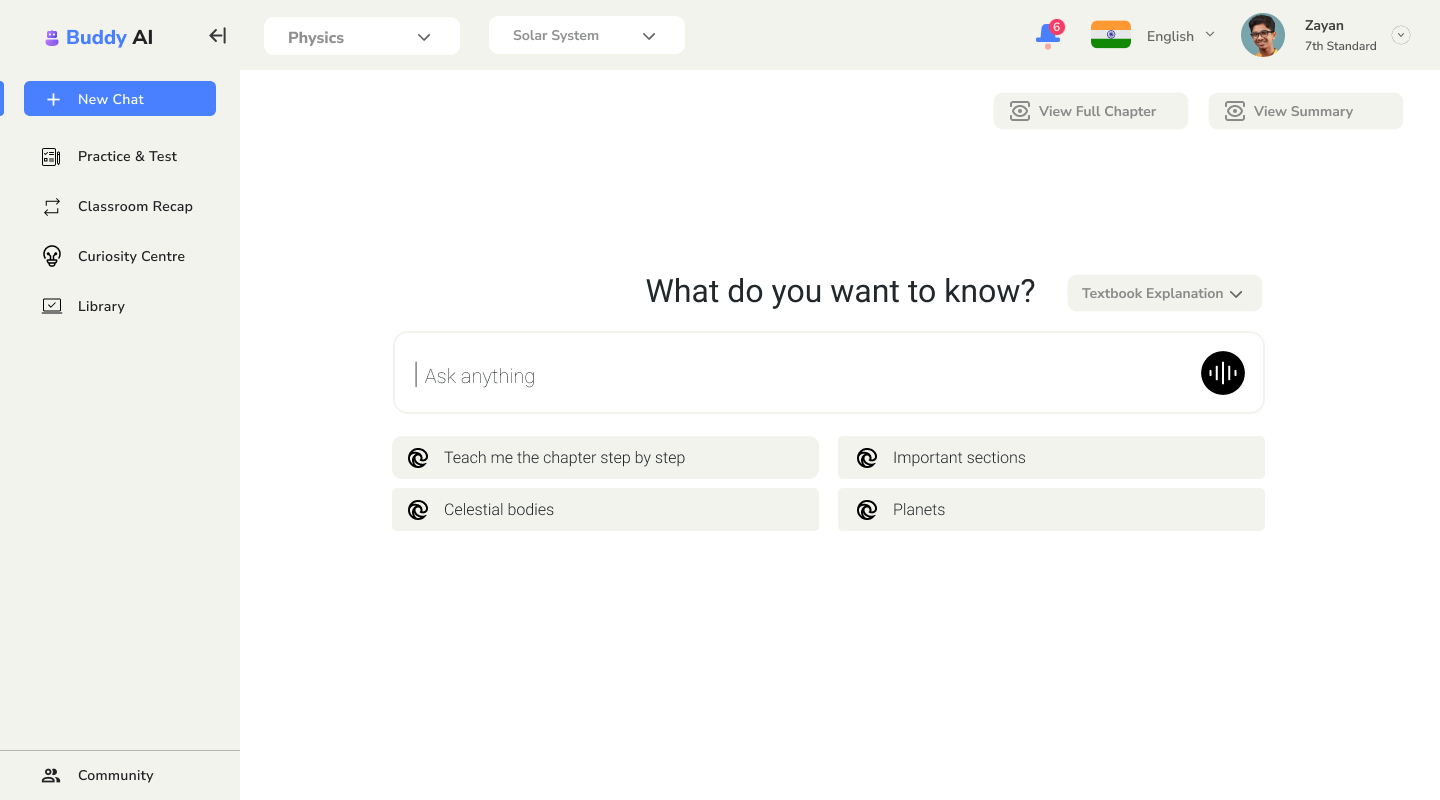 Buddy AI
Physics
Solar System
6
English
Zayan
7th Standard
New Chat
Practice & Test
Classroom Recap
Curiosity Centre
Library
Community
View Full Chapter
View Summary
What do you want to know?
Textbook Explanation
Ask anything
Teach me the chapter step by step
Important sections
Celestial bodies
Planets